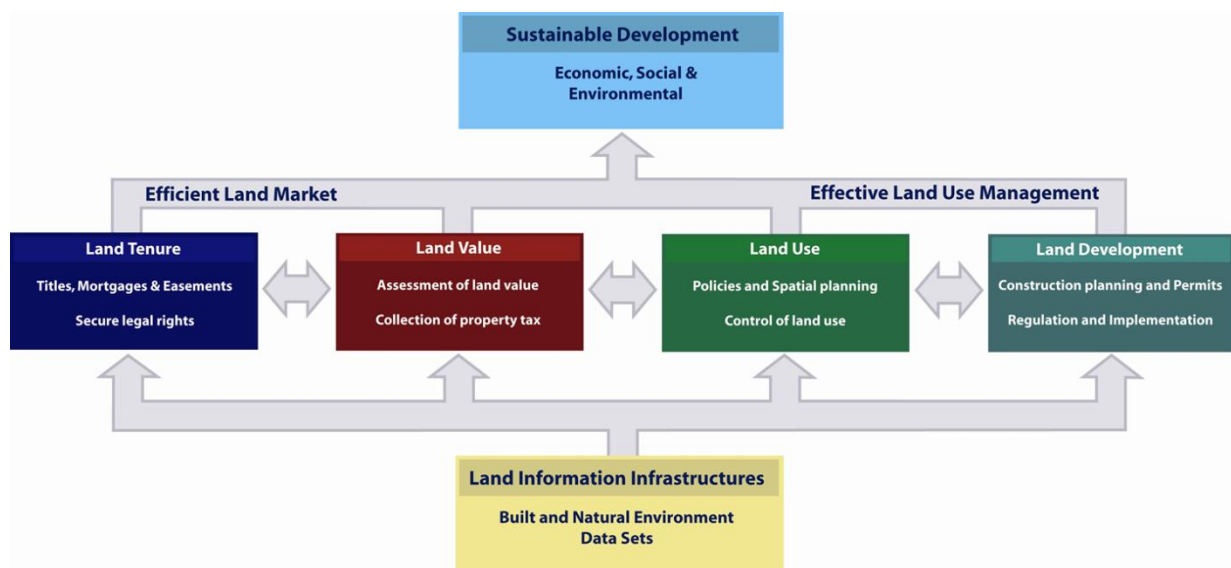 Sustainable Development
Economic, Social &
Environmental
Efficient Land Market
Effective Land Use Management
Land Tenure
Titles, Mortgages & Easements
Secure legal rights
Land Value
Assessment of land value
Collection of property tax
Land Use
Policies and Spatial planning
Control of land use
Land Development
Construction planning and Permits
Regulation and Implementation
Land Information Infrastructures
Built and Natural Environment
Data Sets